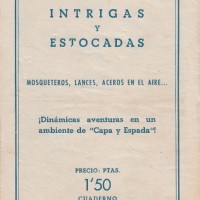 INTRIGAS
Y
ESTOCADAS
MOSQUETEROS, LANCES, ACEROS EN EL AIRE...
¡Dinámicas aventuras en un
ambiente de "Capa y Espada"!
PRECIO: PTAS.
1'50
CUADERNO